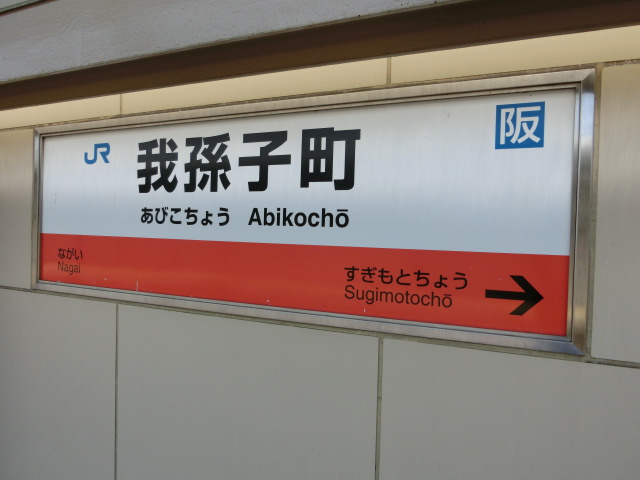 JR
我孫子町
阪
あびこちょう Abikochō
ながい
Nagai
すぎもとちょう
Sugimotochō